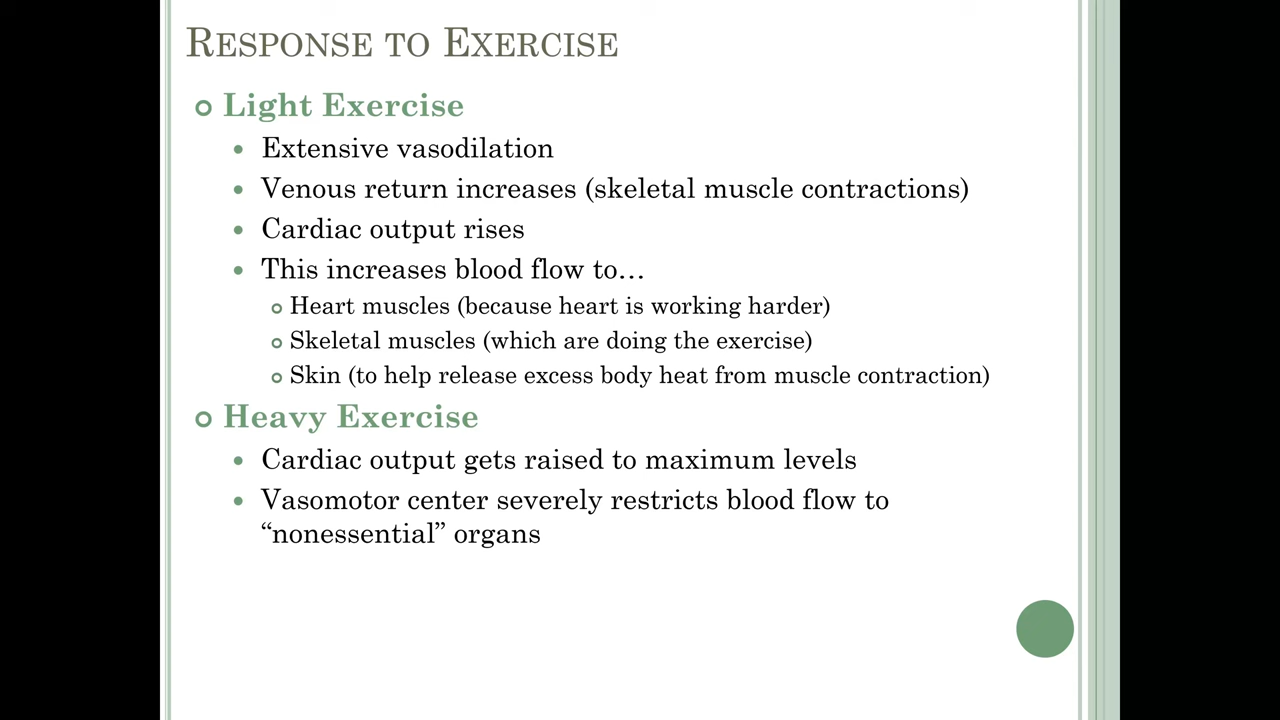 RESPONSE TO EXERCISE
Light Exercise
Extensive vasodilation
Venous return increases (skeletal muscle contractions)
Cardiac output rises
This increases blood flow to…
Heart muscles (because heart is working harder)
Skeletal muscles (which are doing the exercise)
Skin (to help release excess body heat from muscle contraction)
Heavy Exercise
Cardiac output gets raised to maximum levels
Vasomotor center severely restricts blood flow to
“nonessential” organs